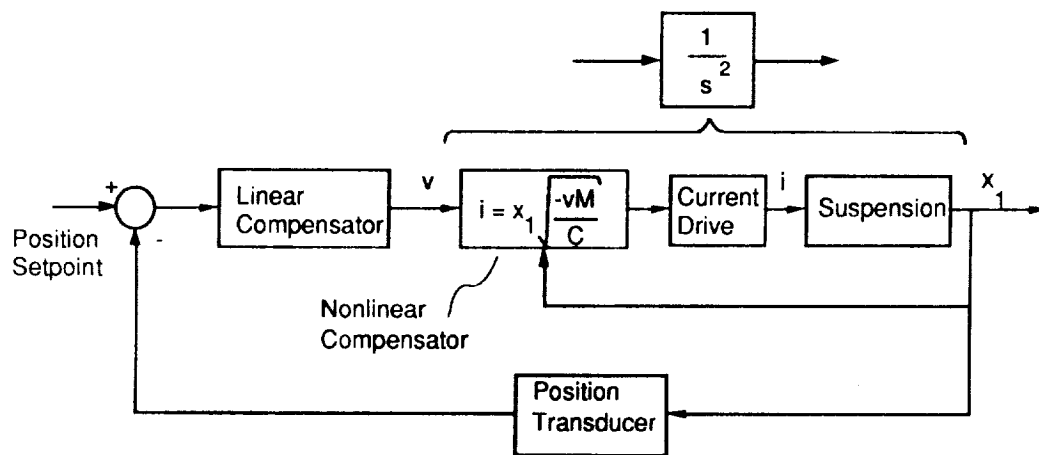 1
s 2
+
-
Position
Setpoint
Linear
Compensator
v
i = x1 √ -vM
C
Current
Drive
i
Suspension
x1
Nonlinear
Compensator
Position
Transducer